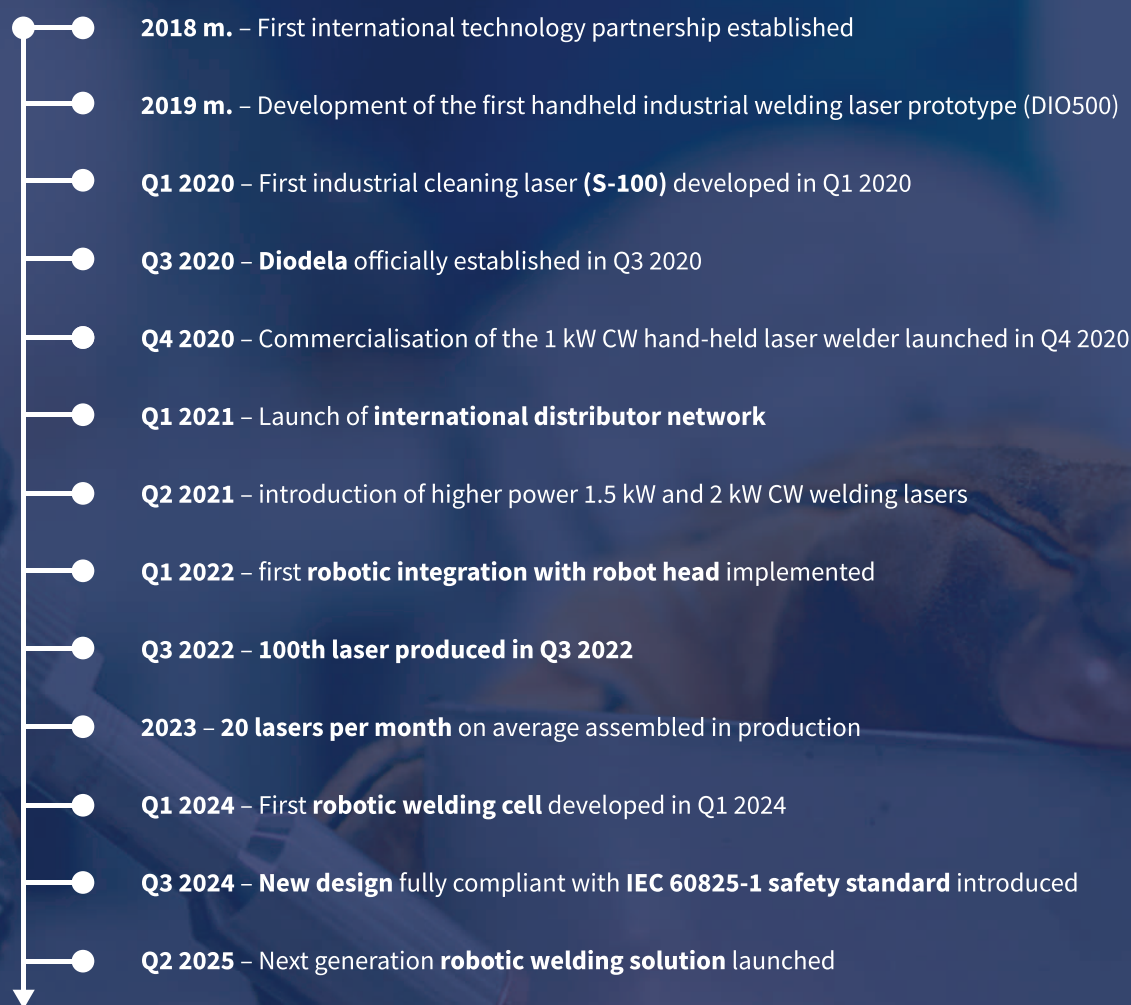 2018 m. – First international technology partnership established
2019 m. – Development of the first handheld industrial welding laser prototype (DIO500)
Q1 2020 – First industrial cleaning laser (S-100) developed in Q1 2020
Q3 2020 – Diodela officially established in Q3 2020
Q4 2020 – Commercialisation of the 1 kW CW hand-held laser welder launched in Q4 2020
Q1 2021 – Launch of international distributor network
Q2 2021 – introduction of higher power 1.5 kW and 2 kW CW welding lasers
Q1 2022 – first robotic integration with robot head implemented
Q3 2022 – 100th laser produced in Q3 2022
2023 – 20 lasers per month on average assembled in production
Q1 2024 – First robotic welding cell developed in Q1 2024
Q3 2024 – New design fully compliant with IEC 60825-1 safety standard introduced
Q2 2025 – Next generation robotic welding solution launched